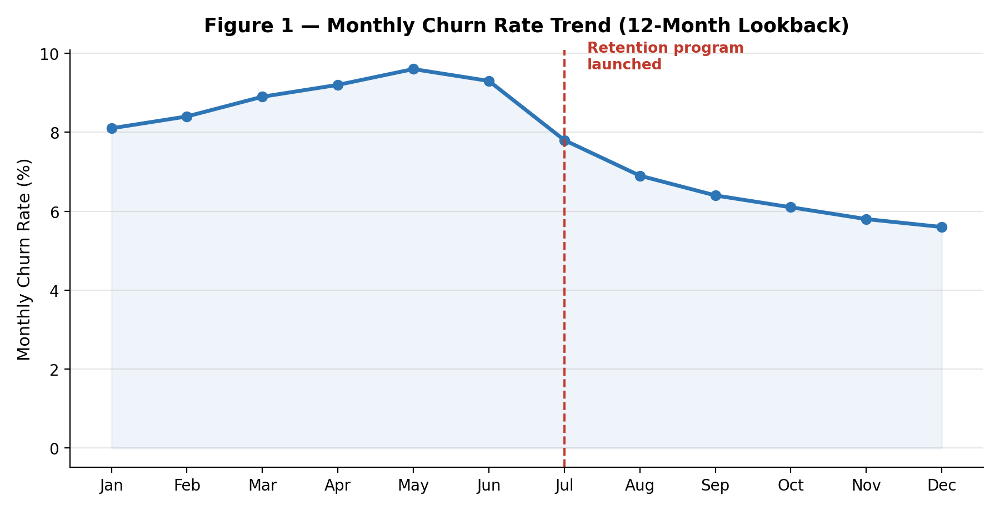 Figure 1 — Monthly Churn Rate Trend (12-Month Lookback)
Retention program
launched
Monthly Churn Rate (%)
10
8
6
4
2
0
Jan Feb Mar Apr May Jun Jul Aug Sep Oct Nov Dec